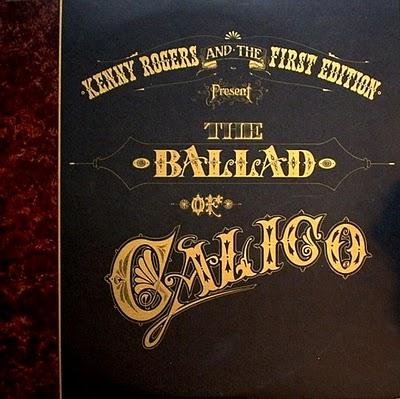 KENNY ROGERS AND THE FIRST EDITION
Present
THE
BALLAD
OF
CALICO